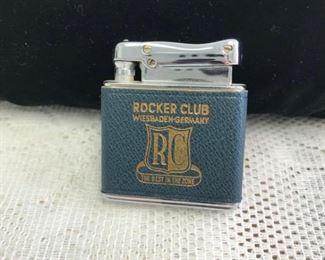 ROCKER CLUB
WIESBADEN-GERMANY
RC
THE BEST IN THE ZONE